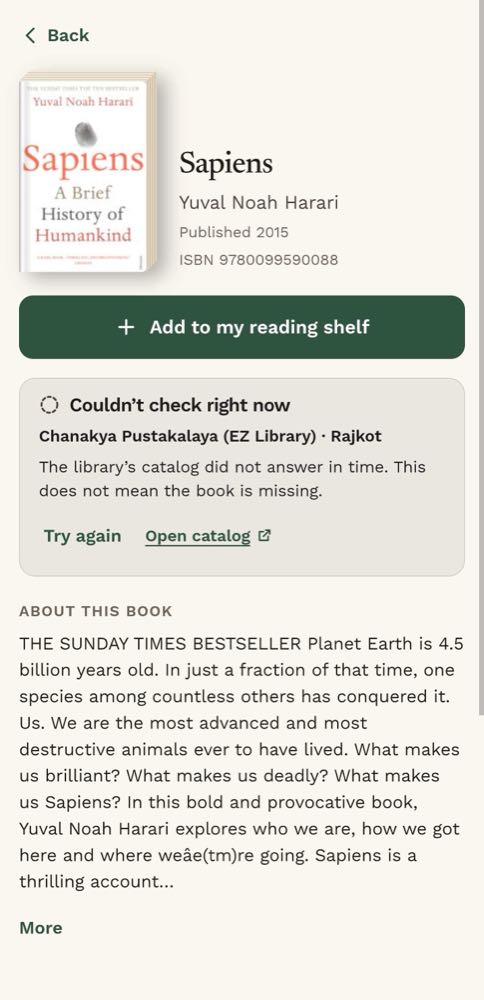 Back
THE SUNDAY TIMES TOP TEN BESTSELLER
Yuval Noah Harari
Sapiens
A Brief
History of
Humankind
Sapiens
Yuval Noah Harari
Published 2015
ISBN 9780099590088
+ Add to my reading shelf
Couldn’t check right now
Chanakya Pustakalaya (EZ Library) · Rajkot
The library’s catalog did not answer in time. This
does not mean the book is missing.
Try again Open catalog
ABOUT THIS BOOK
THE SUNDAY TIMES BESTSELLER Planet Earth is 4.5
billion years old. In just a fraction of that time, one
species among countless others has conquered it.
Us. We are the most advanced and most
destructive animals ever to have lived. What makes
us brilliant? What makes us deadly? What makes
us Sapiens? In this bold and provocative book,
Yuval Noah Harari explores who we are, how we got
here and where weâe(tm)re going. Sapiens is a
thrilling account...
More